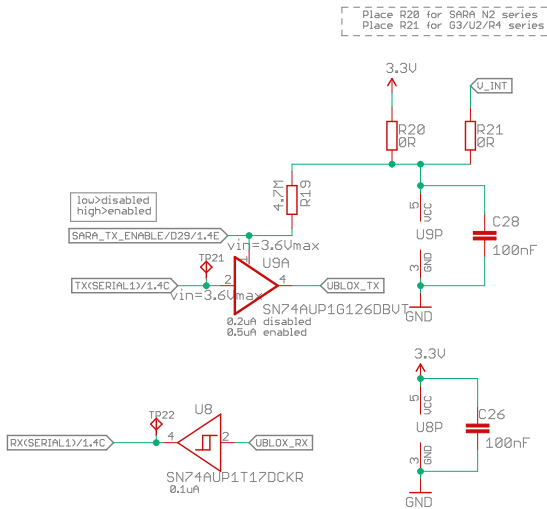 Place R20 for SARA N2 series
Place R21 for G3/U2/R4 series
3.3V
V_INT
R20
0R
R21
0R
4.7M
R19
low>disabled
high>enabled
SARA_TX_ENABLE/D29/1.4E
vin=3.6Vmax
TP21
1
U9A
5
VCC
U9P
3
GND
C28
100nF
TX(SERIAL1)/1.4C
2
4
UBLOX_TX
vin=3.6Vmax
SN74AUP1G126DBVT
0.2uA disabled
0.5uA enabled
GND
3.3V
TP22
U8
5
VCC
U8P
3
GND
C26
100nF
RX(SERIAL1)/1.4C
4
2
UBLOX_RX
SN74AUP1T17DCKR
0.1uA
GND